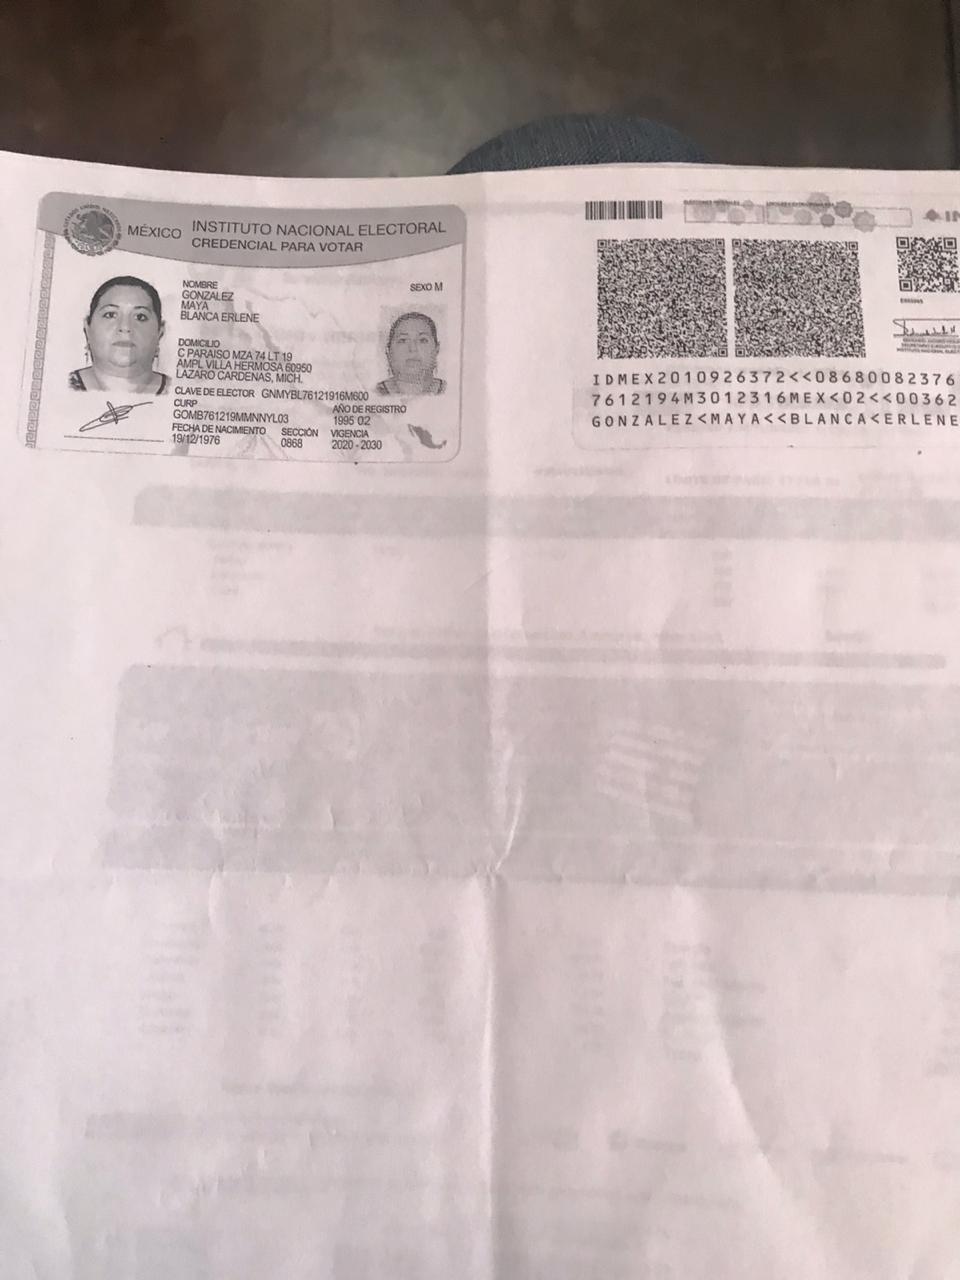 MÉXICO INSTITUTO NACIONAL ELECTORAL
CREDENCIAL PARA VOTAR
NOMBRE
GONZALEZ
MAYA
BLANCA ERLENE
SEXO M
DOMICILIO
C PARAISO MZA 74 LT 19
AMPL VILLA HERMOSA 60950
LAZARO CARDENAS, MICH.
CLAVE DE ELECTOR GNMYBL76121916M600
CURP
GOMB761219MMNNYL03
AÑO DE REGISTRO
1995 02
FECHA DE NACIMIENTO
19/12/1976
SECCIÓN
0868
VIGENCIA
2020 - 2030
IDMEX2010926372<<08680082376
7612194M3012316MEX<02<<00362
GONZALEZ<MAYA<<BLANCA<ERLENE